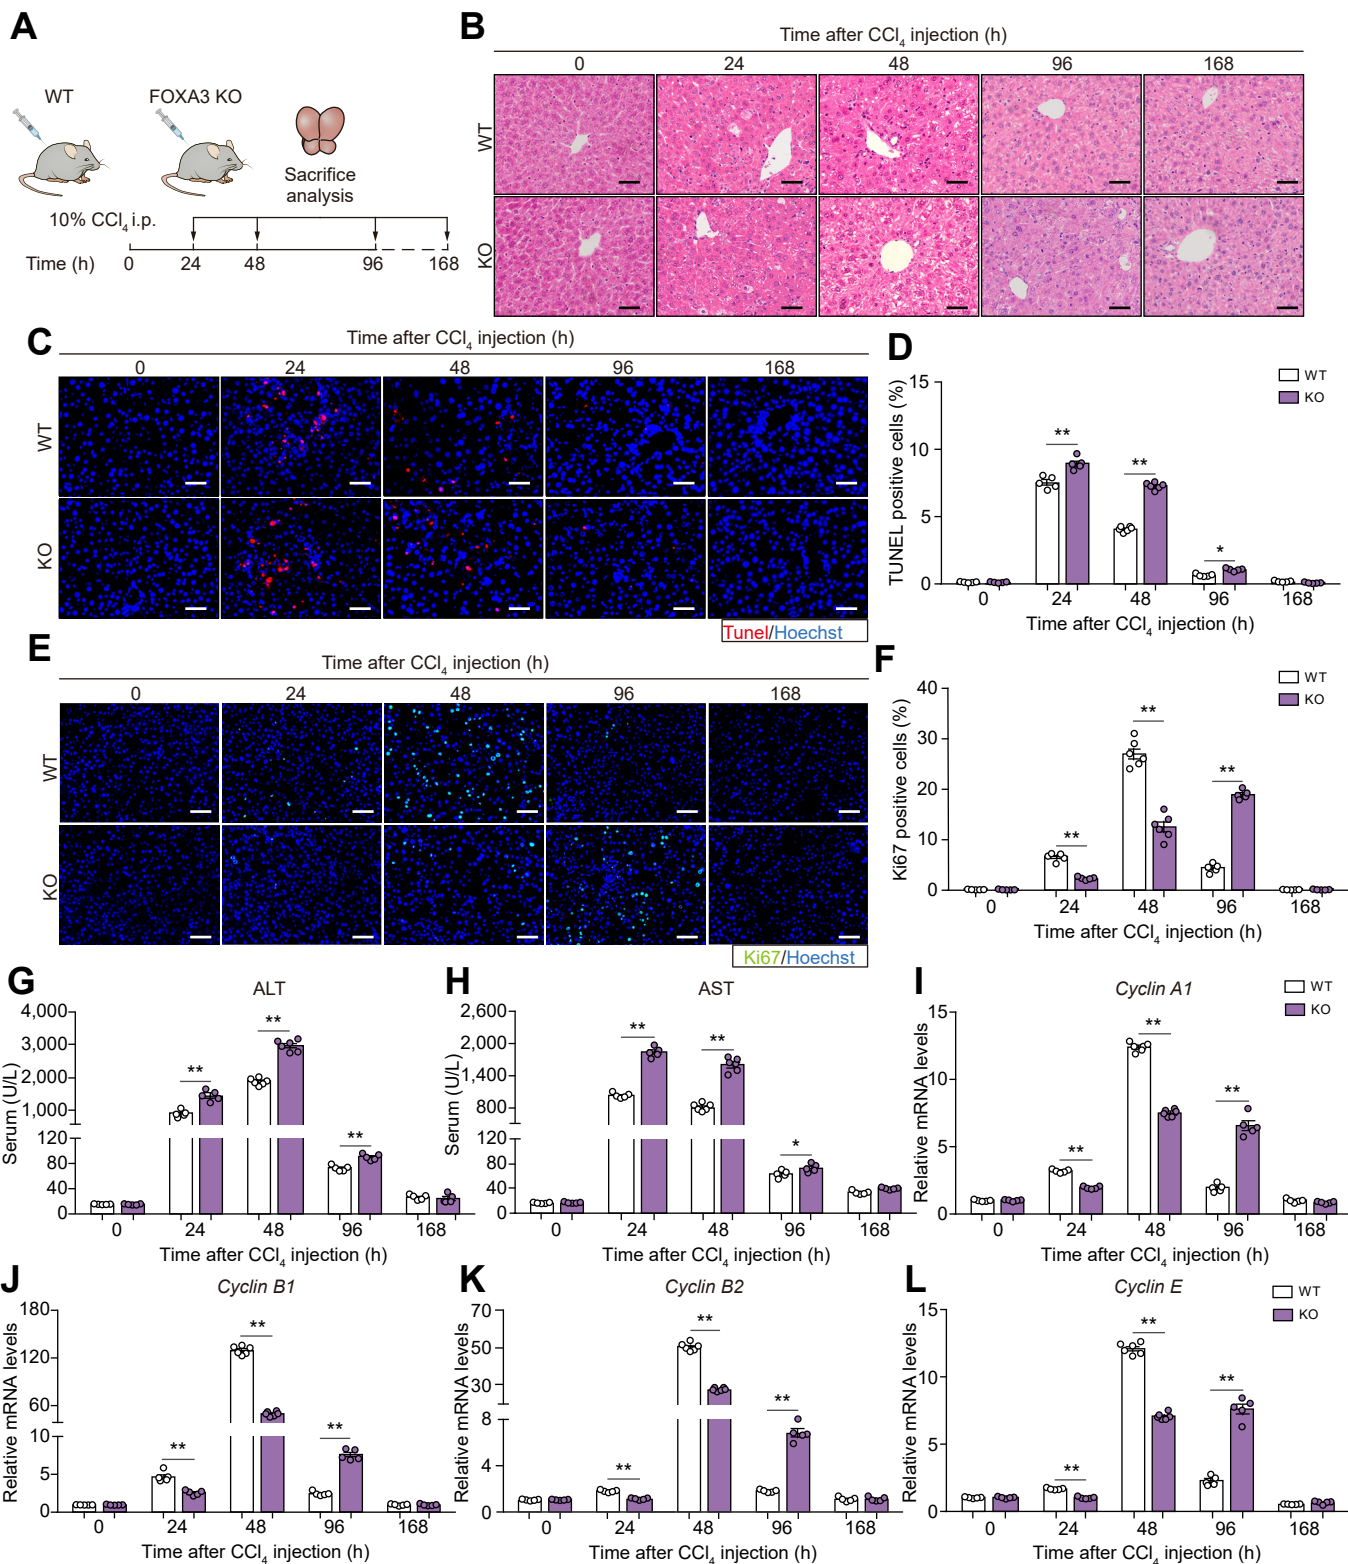 A
WT
FOXA3 KO
Sacrifice
analysis
10% CCl4 i.p.
Time (h)
0
24
48
96
168
B
Time after CCl4 injection (h)
0
24
48
96
168
WT
KO
C
Time after CCl4 injection (h)
0
24
48
96
168
WT
KO
Tunel/Hoechst
D
TUNEL positive cells (%)
15
10
5
0
WT
KO
**
**
*
0
24
48
96
168
Time after CCl4 injection (h)
E
Time after CCl4 injection (h)
0
24
48
96
168
WT
KO
Ki67/Hoechst
F
Ki67 positive cells (%)
40
30
20
10
0
WT
KO
**
**
**
0
24
48
96
168
Time after CCl4 injection (h)
G
ALT
Serum (U/L)
4,000
3,000
2,000
1,000
120
80
40
0
**
**
**
0
24
48
96
168
Time after CCl4 injection (h)
H
AST
Serum (U/L)
2,600
2,000
1,400
800
120
80
40
0
**
**
*
0
24
48
96
168
Time after CCl4 injection (h)
I
Cyclin A1
Relative mRNA levels
15
10
5
0
WT
KO
**
**
**
0
24
48
96
168
Time after CCl4 injection (h)
J
Cyclin B1
Relative mRNA levels
180
120
60
10
5
0
**
**
**
0
24
48
96
168
Time after CCl4 injection (h)
K
Cyclin B2
Relative mRNA levels
70
50
30
8
4
0
**
**
**
0
24
48
96
168
Time after CCl4 injection (h)
L
Cyclin E
Relative mRNA levels
15
10
5
0
WT
KO
**
**
**
0
24
48
96
168
Time after CCl4 injection (h)